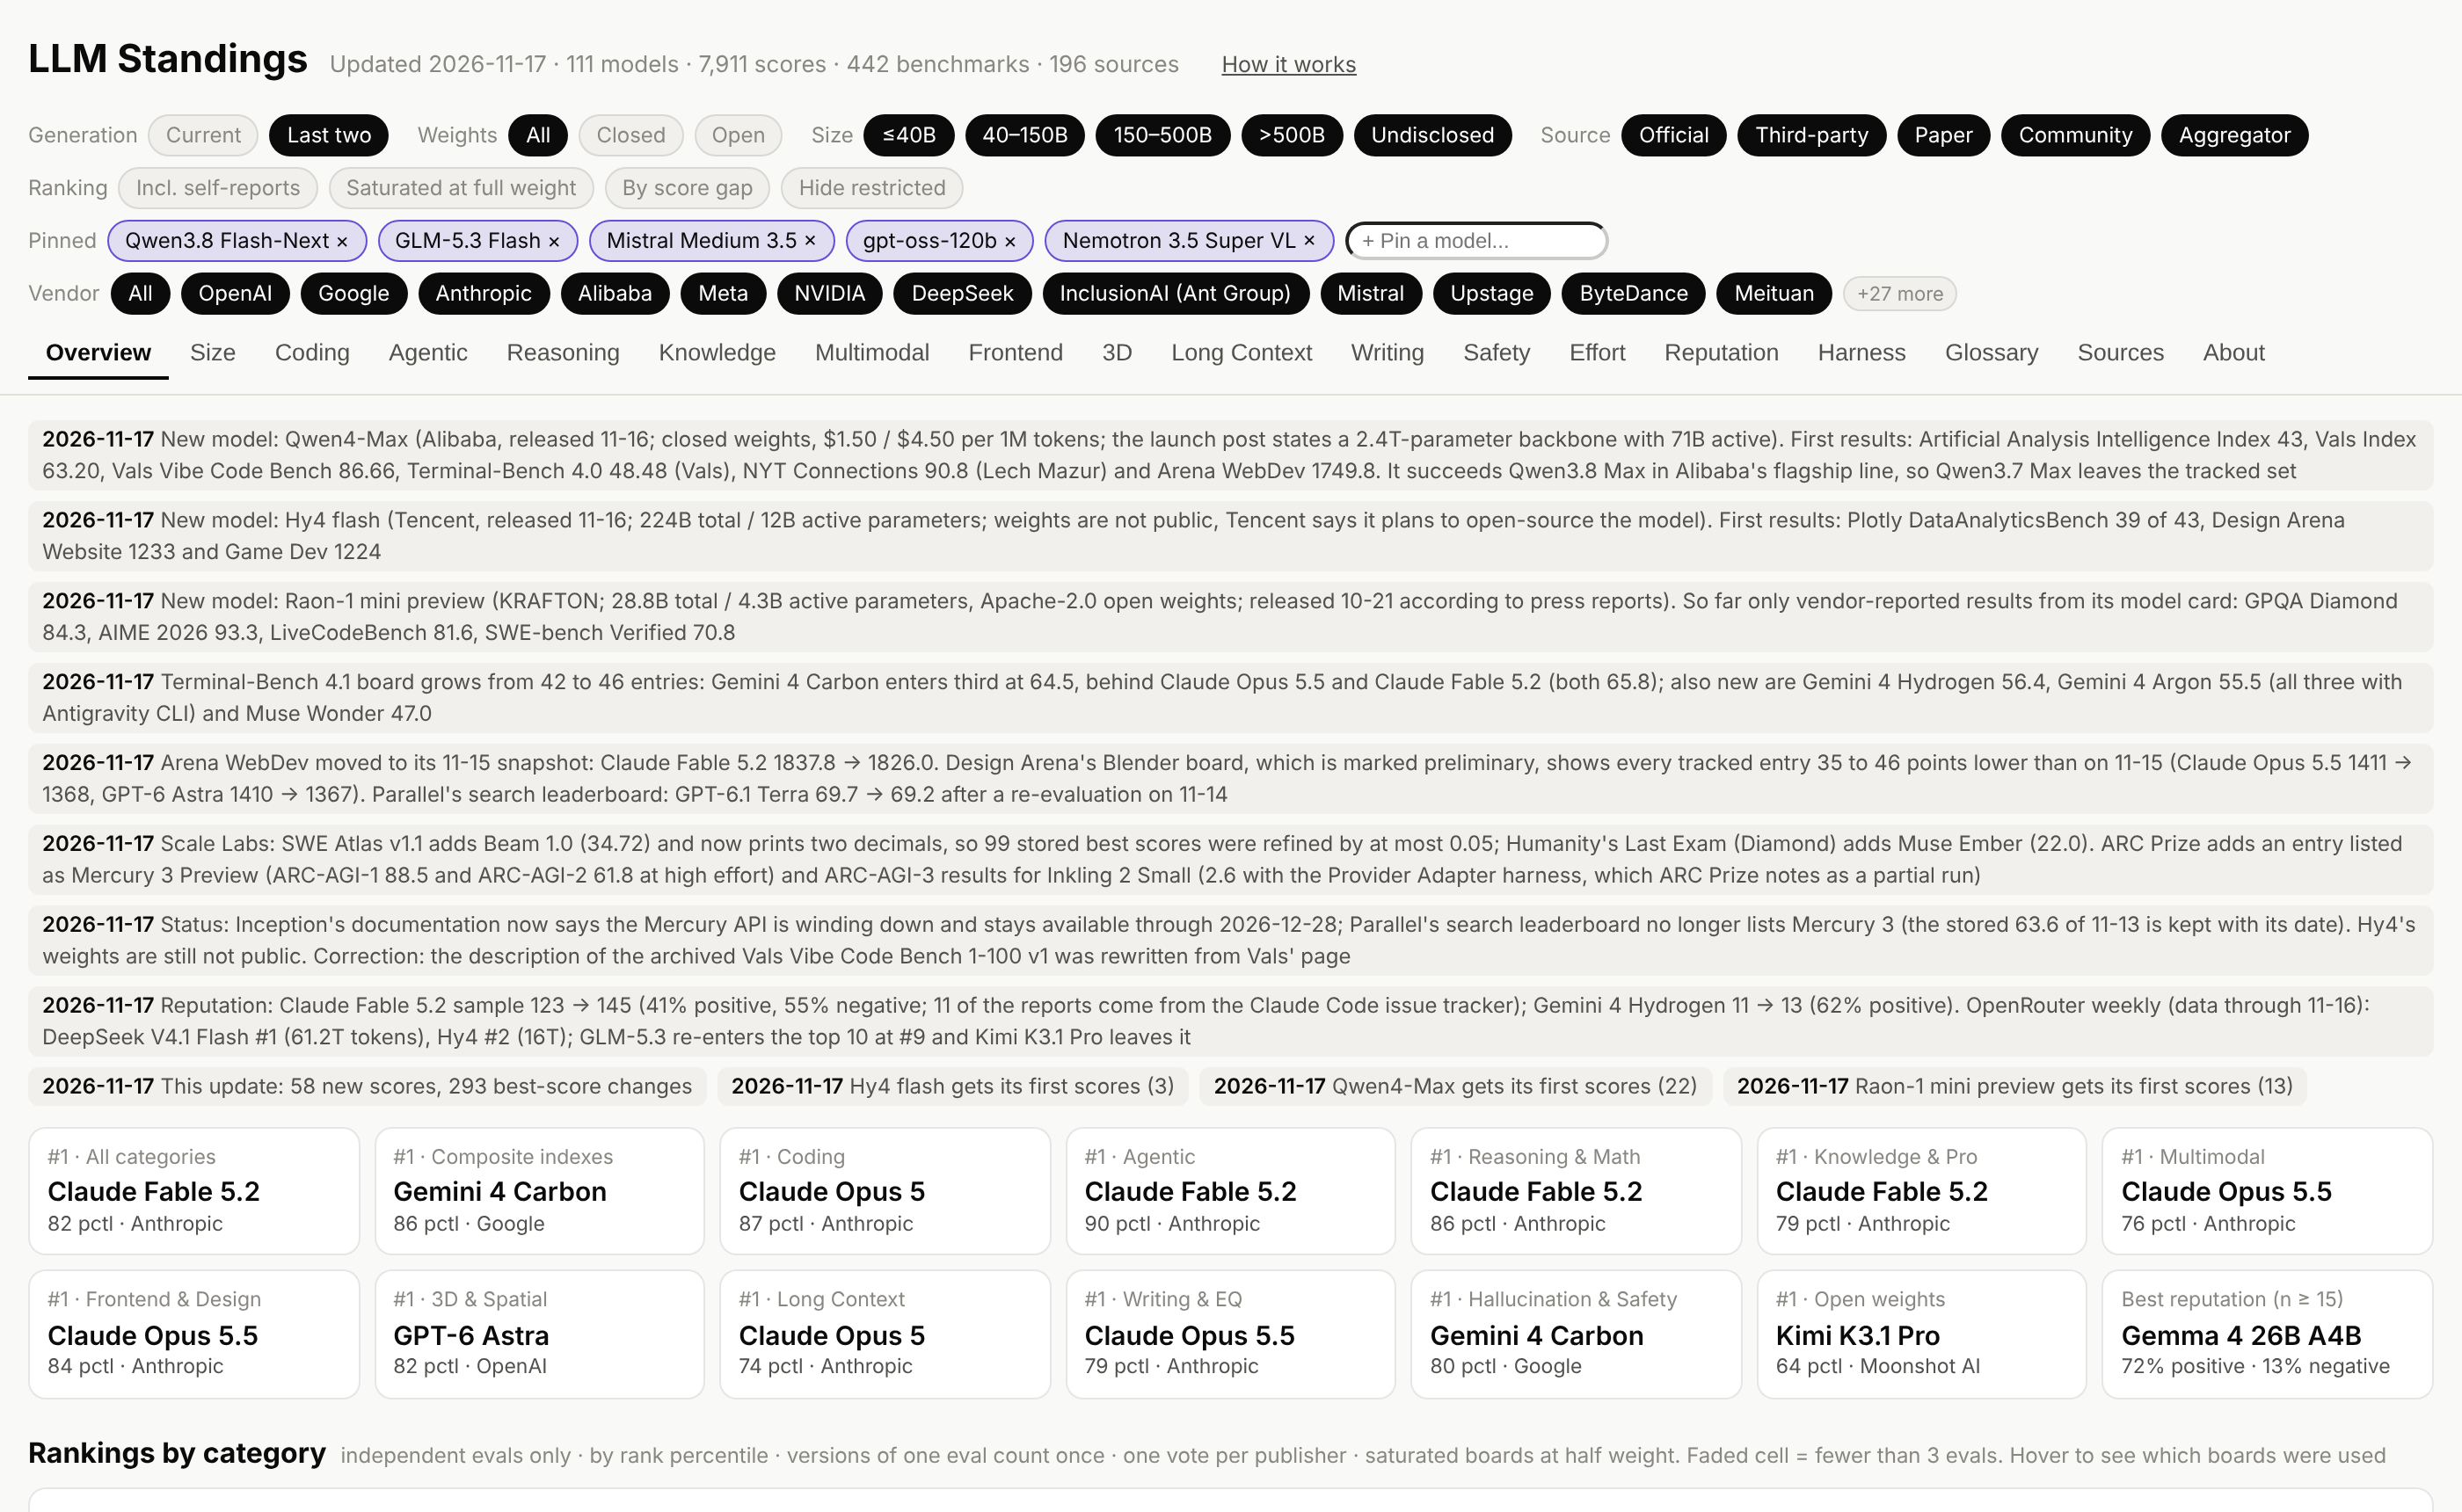 LLM Standings Updated 2026-11-17 · 111 models · 7,911 scores · 442 benchmarks · 196 sources How it works
Generation Current Last two Weights All Closed Open Size ≤40B 40–150B 150–500B >500B Undisclosed Source Official Third-party Paper Community Aggregator
Ranking Incl. self-reports Saturated at full weight By score gap Hide restricted
Pinned Qwen3.8 Flash-Next × GLM-5.3 Flash × Mistral Medium 3.5 × gpt-oss-120b × Nemotron 3.5 Super VL × + Pin a model...
Vendor All OpenAI Google Anthropic Alibaba Meta NVIDIA DeepSeek InclusionAI (Ant Group) Mistral Upstage ByteDance Meituan +27 more
Overview Size Coding Agentic Reasoning Knowledge Multimodal Frontend 3D Long Context Writing Safety Effort Reputation Harness Glossary Sources About
2026-11-17 New model: Qwen4-Max (Alibaba, released 11-16; closed weights, $1.50 / $4.50 per 1M tokens; the launch post states a 2.4T-parameter backbone with 71B active). First results: Artificial Analysis Intelligence Index 43, Vals Index
63.20, Vals Vibe Code Bench 86.66, Terminal-Bench 4.0 48.48 (Vals), NYT Connections 90.8 (Lech Mazur) and Arena WebDev 1749.8. It succeeds Qwen3.8 Max in Alibaba's flagship line, so Qwen3.7 Max leaves the tracked set
2026-11-17 New model: Hy4 flash (Tencent, released 11-16; 224B total / 12B active parameters; weights are not public, Tencent says it plans to open-source the model). First results: Plotly DataAnalyticsBench 39 of 43, Design Arena
Website 1233 and Game Dev 1224
2026-11-17 New model: Raon-1 mini preview (KRAFTON; 28.8B total / 4.3B active parameters, Apache-2.0 open weights; released 10-21 according to press reports). So far only vendor-reported results from its model card: GPQA Diamond
84.3, AIME 2026 93.3, LiveCodeBench 81.6, SWE-bench Verified 70.8
2026-11-17 Terminal-Bench 4.1 board grows from 42 to 46 entries: Gemini 4 Carbon enters third at 64.5, behind Claude Opus 5.5 and Claude Fable 5.2 (both 65.8); also new are Gemini 4 Hydrogen 56.4, Gemini 4 Argon 55.5 (all three with
Antigravity CLI) and Muse Wonder 47.0
2026-11-17 Arena WebDev moved to its 11-15 snapshot: Claude Fable 5.2 1837.8 → 1826.0. Design Arena's Blender board, which is marked preliminary, shows every tracked entry 35 to 46 points lower than on 11-15 (Claude Opus 5.5 1411 →
1368, GPT-6 Astra 1410 → 1367). Parallel's search leaderboard: GPT-6.1 Terra 69.7 → 69.2 after a re-evaluation on 11-14
2026-11-17 Scale Labs: SWE Atlas v1.1 adds Beam 1.0 (34.72) and now prints two decimals, so 99 stored best scores were refined by at most 0.05; Humanity's Last Exam (Diamond) adds Muse Ember (22.0). ARC Prize adds an entry listed
as Mercury 3 Preview (ARC-AGI-1 88.5 and ARC-AGI-2 61.8 at high effort) and ARC-AGI-3 results for Inkling 2 Small (2.6 with the Provider Adapter harness, which ARC Prize notes as a partial run)
2026-11-17 Status: Inception's documentation now says the Mercury API is winding down and stays available through 2026-12-28; Parallel's search leaderboard no longer lists Mercury 3 (the stored 63.6 of 11-13 is kept with its date). Hy4's
weights are still not public. Correction: the description of the archived Vals Vibe Code Bench 1-100 v1 was rewritten from Vals' page
2026-11-17 Reputation: Claude Fable 5.2 sample 123 → 145 (41% positive, 55% negative; 11 of the reports come from the Claude Code issue tracker); Gemini 4 Hydrogen 11 → 13 (62% positive). OpenRouter weekly (data through 11-16):
DeepSeek V4.1 Flash #1 (61.2T tokens), Hy4 #2 (16T); GLM-5.3 re-enters the top 10 at #9 and Kimi K3.1 Pro leaves it
2026-11-17 This update: 58 new scores, 293 best-score changes 2026-11-17 Hy4 flash gets its first scores (3) 2026-11-17 Qwen4-Max gets its first scores (22) 2026-11-17 Raon-1 mini preview gets its first scores (13)
#1 · All categories #1 · Composite indexes #1 · Coding #1 · Agentic #1 · Reasoning & Math #1 · Knowledge & Pro #1 · Multimodal
Claude Fable 5.2 Gemini 4 Carbon Claude Opus 5 Claude Fable 5.2 Claude Fable 5.2 Claude Fable 5.2 Claude Opus 5.5
82 pctl · Anthropic 86 pctl · Google 87 pctl · Anthropic 90 pctl · Anthropic 86 pctl · Anthropic 79 pctl · Anthropic 76 pctl · Anthropic
#1 · Frontend & Design #1 · 3D & Spatial #1 · Long Context #1 · Writing & EQ #1 · Hallucination & Safety #1 · Open weights Best reputation (n ≥ 15)
Claude Opus 5.5 GPT-6 Astra Claude Opus 5 Claude Opus 5.5 Gemini 4 Carbon Kimi K3.1 Pro Gemma 4 26B A4B
84 pctl · Anthropic 82 pctl · OpenAI 74 pctl · Anthropic 79 pctl · Anthropic 80 pctl · Google 64 pctl · Moonshot AI 72% positive · 13% negative
Rankings by category independent evals only · by rank percentile · versions of one eval count once · one vote per publisher · saturated boards at half weight. Faded cell = fewer than 3 evals. Hover to see which boards were used